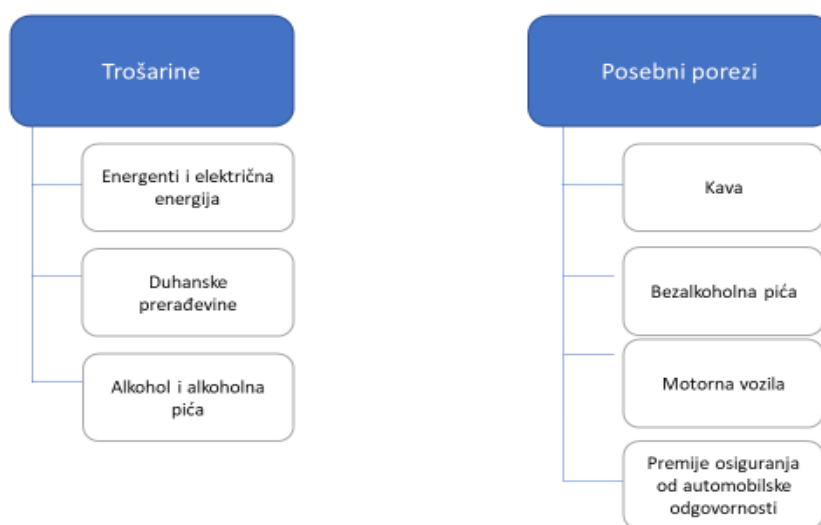 Trošarine
Energenti i električna
energija
Duhanske
prerađevine
Alkohol i alkoholna
pića
Posebni porezi
Kava
Bezalkoholna pića
Motorna vozila
Premije osiguranja
od automobilske
odgovornosti